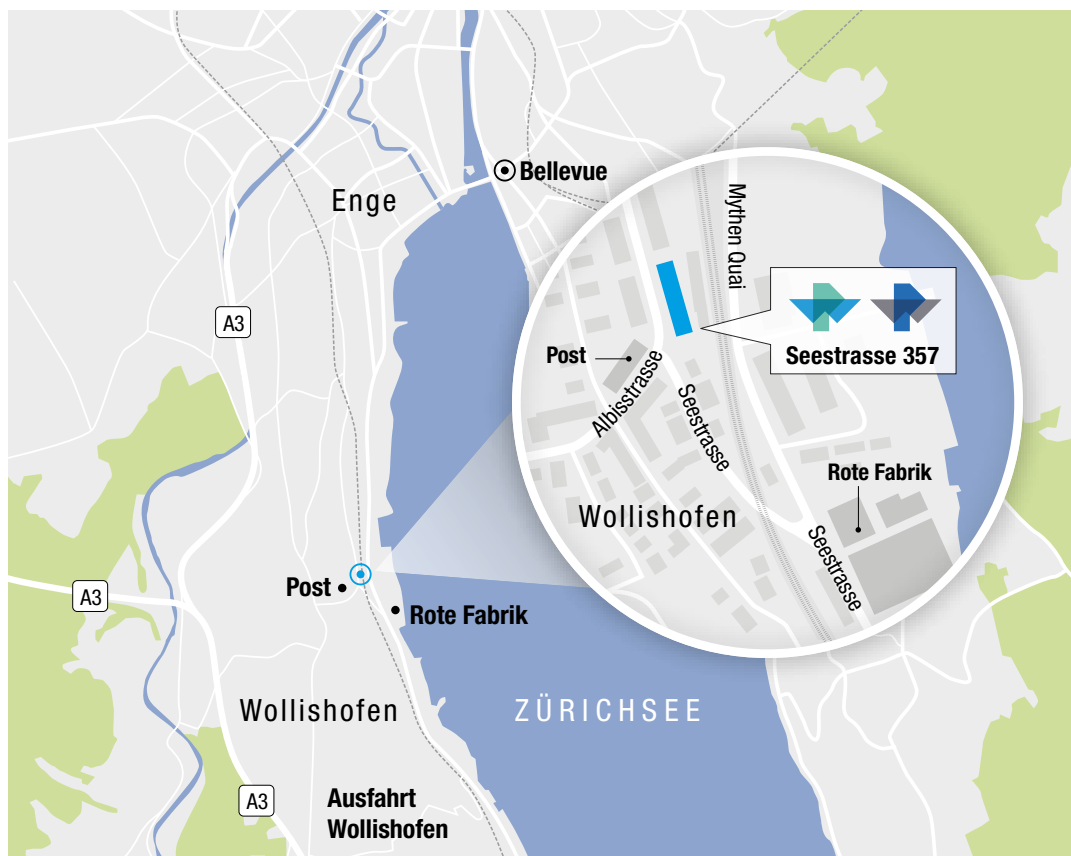 Bellevue
Enge
Mythen Quai
A3
Seestrasse 357
Post
Albisstrasse
Seestrasse
Rote Fabrik
Wollishofen
Seestrasse
A3
Post
Rote Fabrik
Wollishofen
ZÜRICHSEE
A3
Ausfahrt
Wollishofen